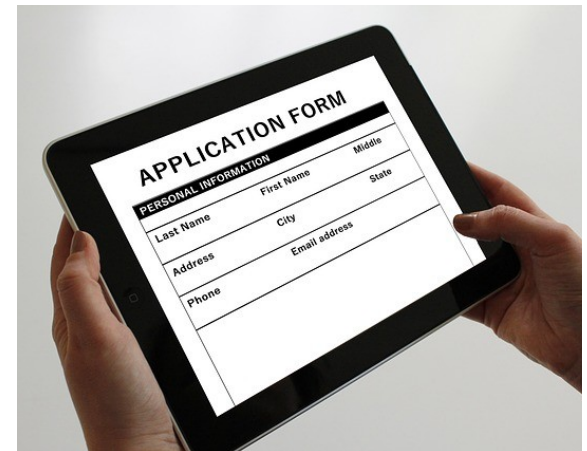 APPLICATION FORM
PERSONAL INFORMATION
Last Name First Name Middle
Address City State
Phone Email address